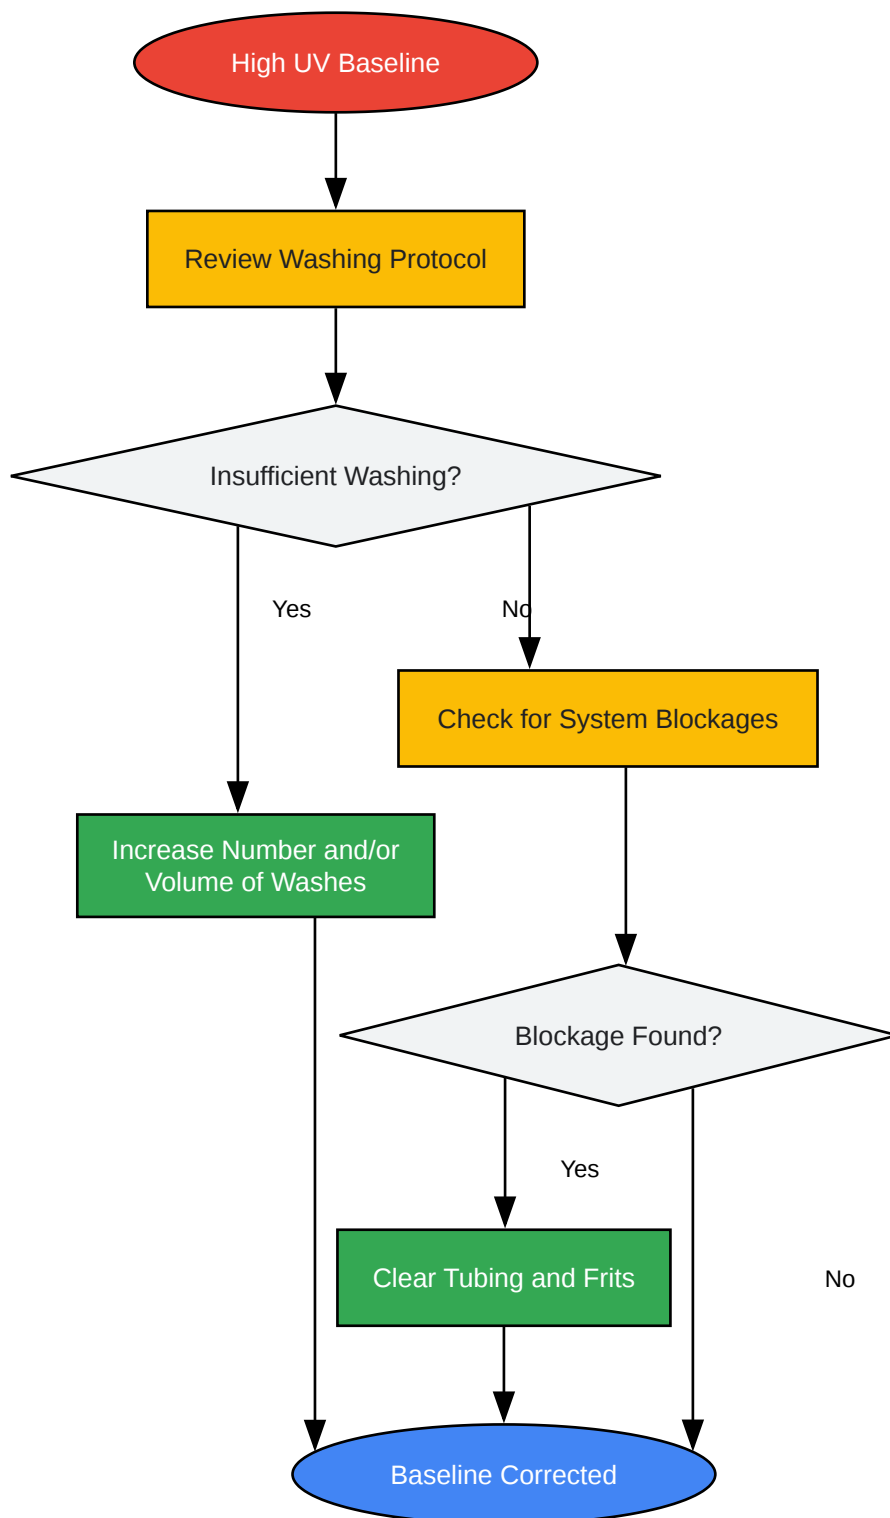 High UV Baseline
Review Washing Protocol
Insufficient Washing?
Yes
No
Check for System Blockages
Increase Number and/or
Volume of Washes
Blockage Found?
Yes
Clear Tubing and Frits
No
Baseline Corrected